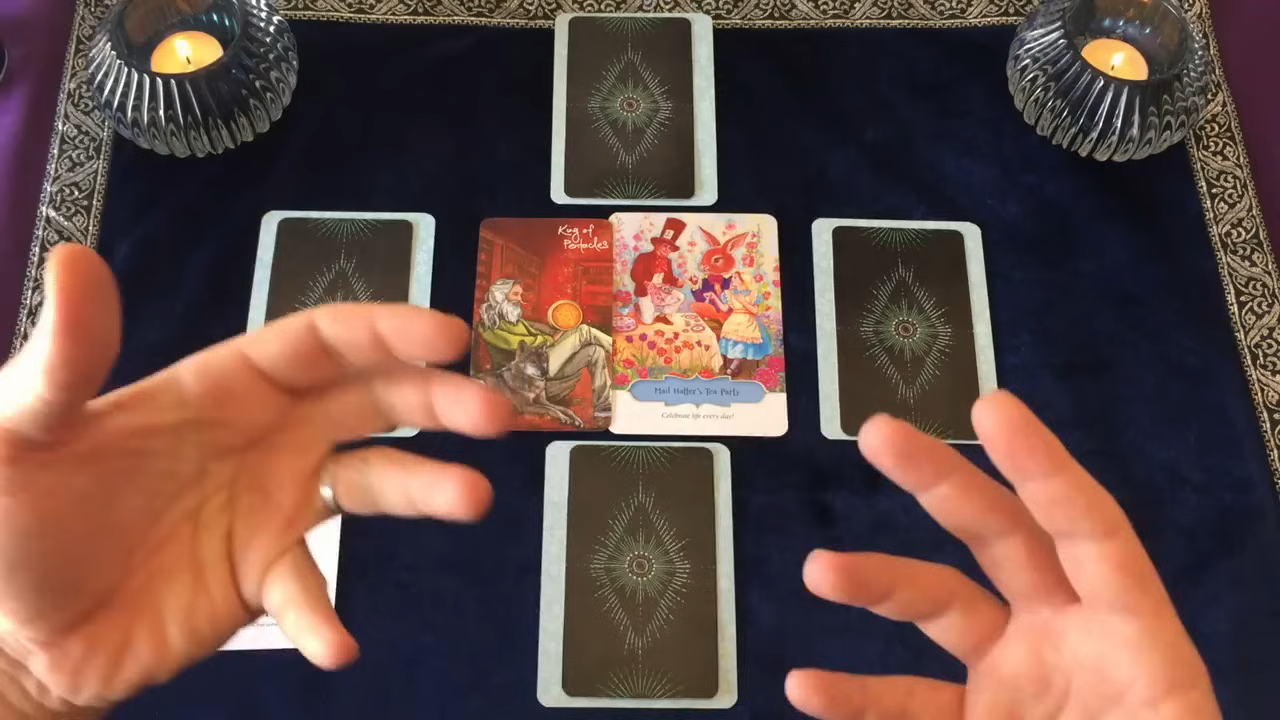 King of
Pentacles
Mad Hatter's Tea Party
Celebrate life every day!